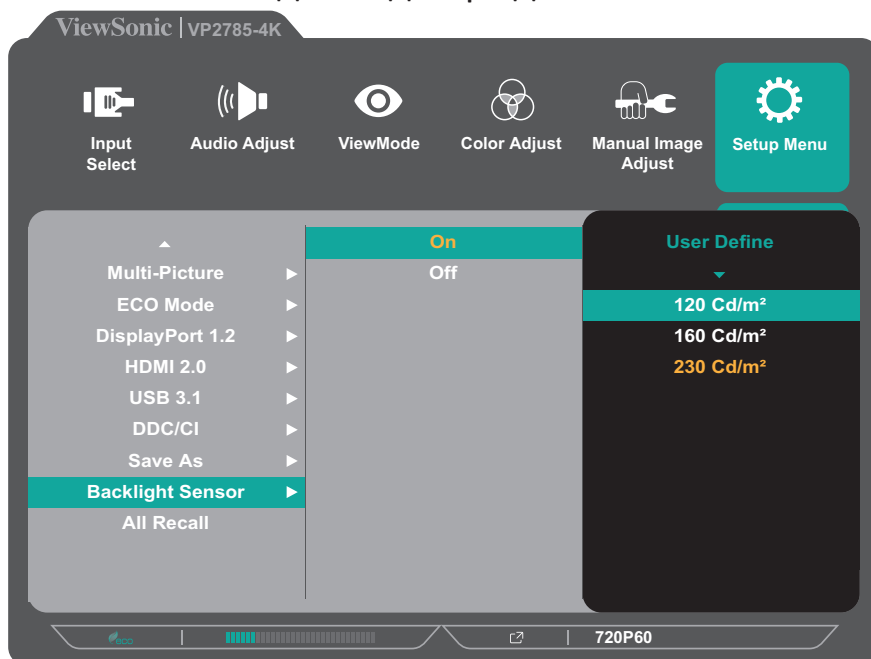 ViewSonic | VP2785-4K
Input
Select
Audio Adjust
ViewMode
Color Adjust
Manual Image
Adjust
Setup Menu
Multi-Picture
ECO Mode
DisplayPort 1.2
HDMI 2.0
USB 3.1
DDC/CI
Save As
Backlight Sensor
All Recall
On
Off
User Define
120 Cd/m²
160 Cd/m²
230 Cd/m²
eco
720P60